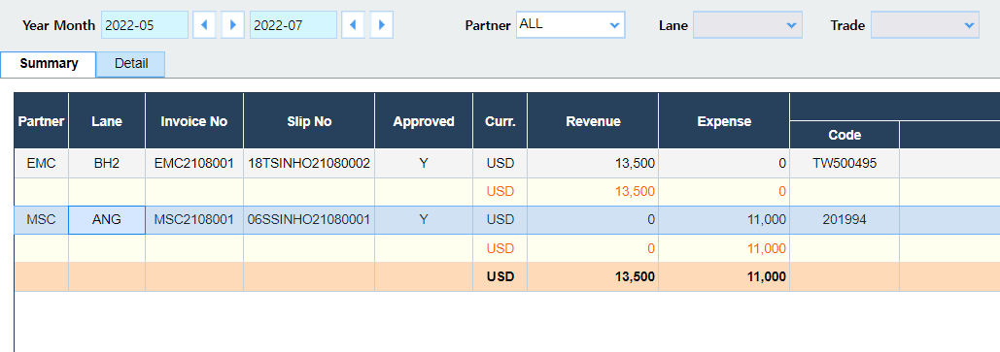 Year Month 2022-05 2022-07 Partner ALL Lane Trade
Summary Detail
Partner Lane Invoice No Slip No Approved Curr. Revenue Expense
Code
EMC BH2 EMC2108001 18TSINHO21080002 Y USD 13,500 0 TW500495
USD 13,500 0
MSC ANG MSC2108001 06SSINHO21080001 Y USD 0 11,000 201994
USD 0 11,000
USD 13,500 11,000